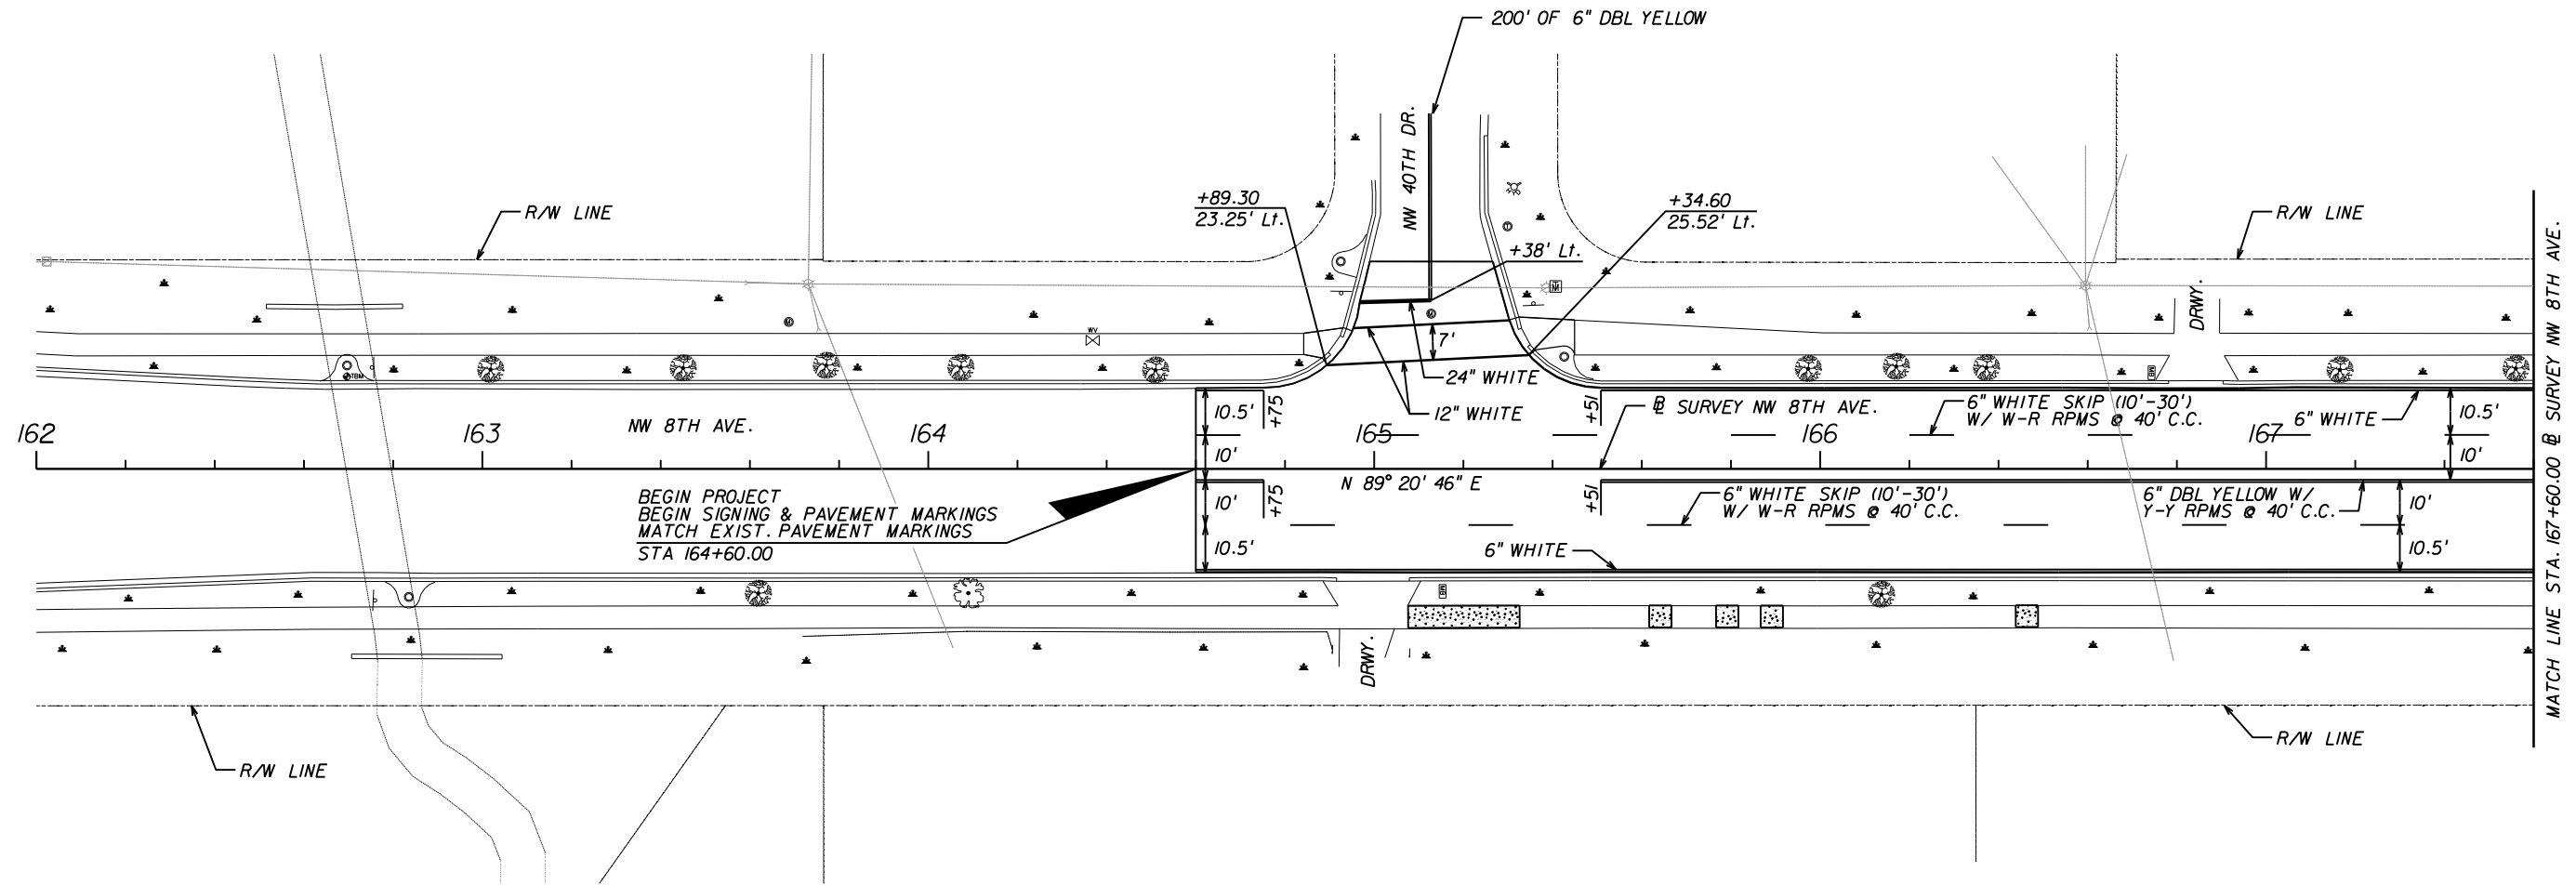 200' OF 6" DBL YELLOW
NW 40TH DR.
+89.30
23.25' Lt.
+34.60
25.52' Lt.
+38' Lt.
R/W LINE
R/W LINE
DRWY.
WV
TBM
7'
24" WHITE
12" WHITE
162
163
164
165
166
167
NW 8TH AVE.
10.5'
10'
10'
10.5'
+75
+75
+51
+51
℄ SURVEY NW 8TH AVE.
6" WHITE SKIP (10'-30')
W/ W-R RPMS @ 40' C.C.
6" WHITE
10.5'
10'
N 89° 20' 46" E
BEGIN PROJECT
BEGIN SIGNING & PAVEMENT MARKINGS
MATCH EXIST. PAVEMENT MARKINGS
STA 164+60.00
6" WHITE SKIP (10'-30')
W/ W-R RPMS @ 40' C.C.
6" DBL YELLOW W/
Y-Y RPMS @ 40' C.C.
10'
10.5'
6" WHITE
DRWY.
R/W LINE
R/W LINE
MATCH LINE STA. 167+60.00 ℄ SURVEY NW 8TH AVE.